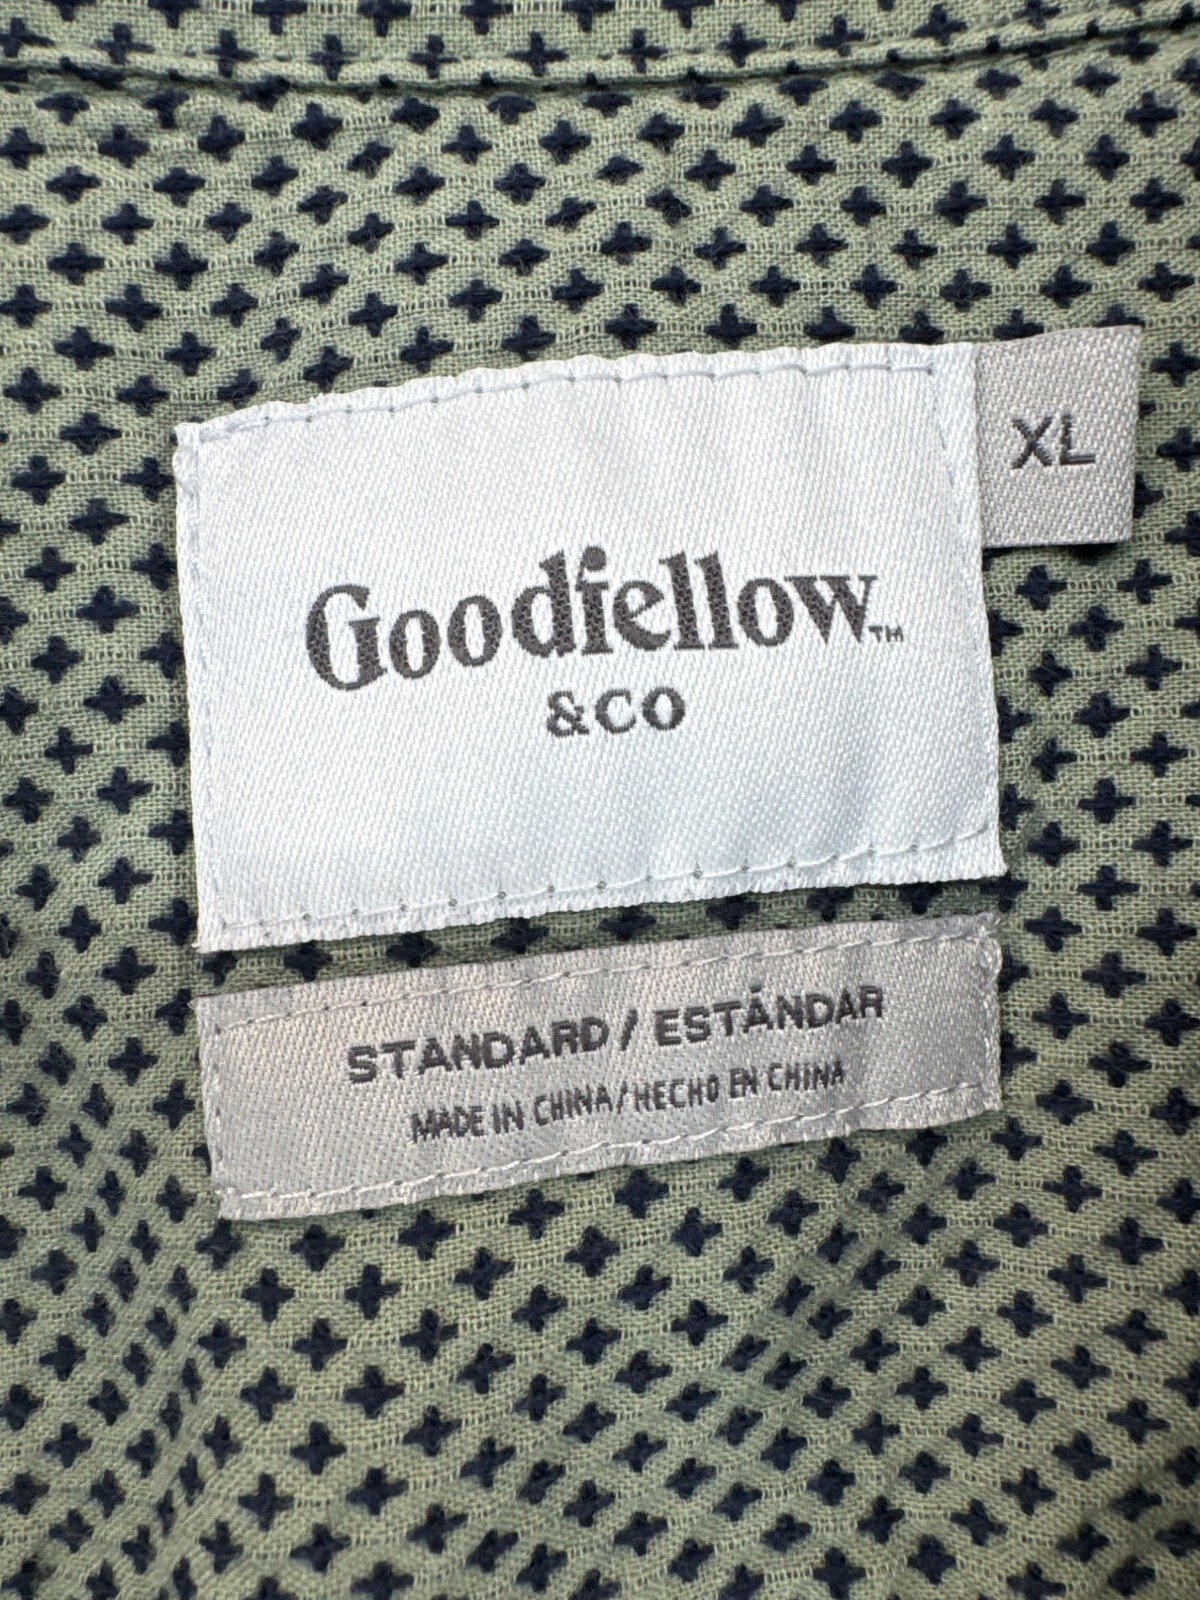 Goodfellow™
& CO
XL
STANDARD / ESTÁNDAR
MADE IN CHINA/HECHO EN CHINA